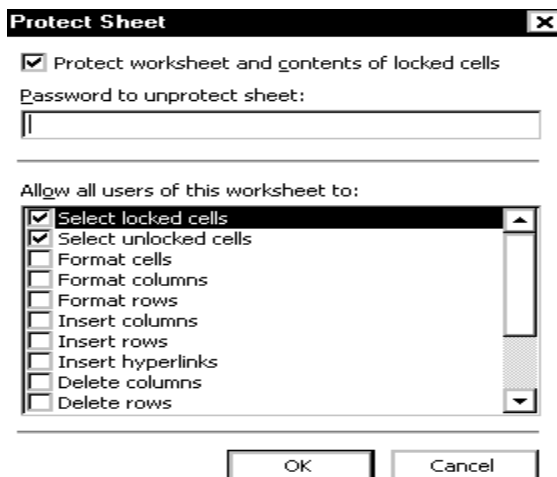 Protect Sheet
Protect worksheet and contents of locked cells
Password to unprotect sheet:
Allow all users of this worksheet to:
Select locked cells
Select unlocked cells
Format cells
Format columns
Format rows
Insert columns
Insert rows
Insert hyperlinks
Delete columns
Delete rows
OK Cancel